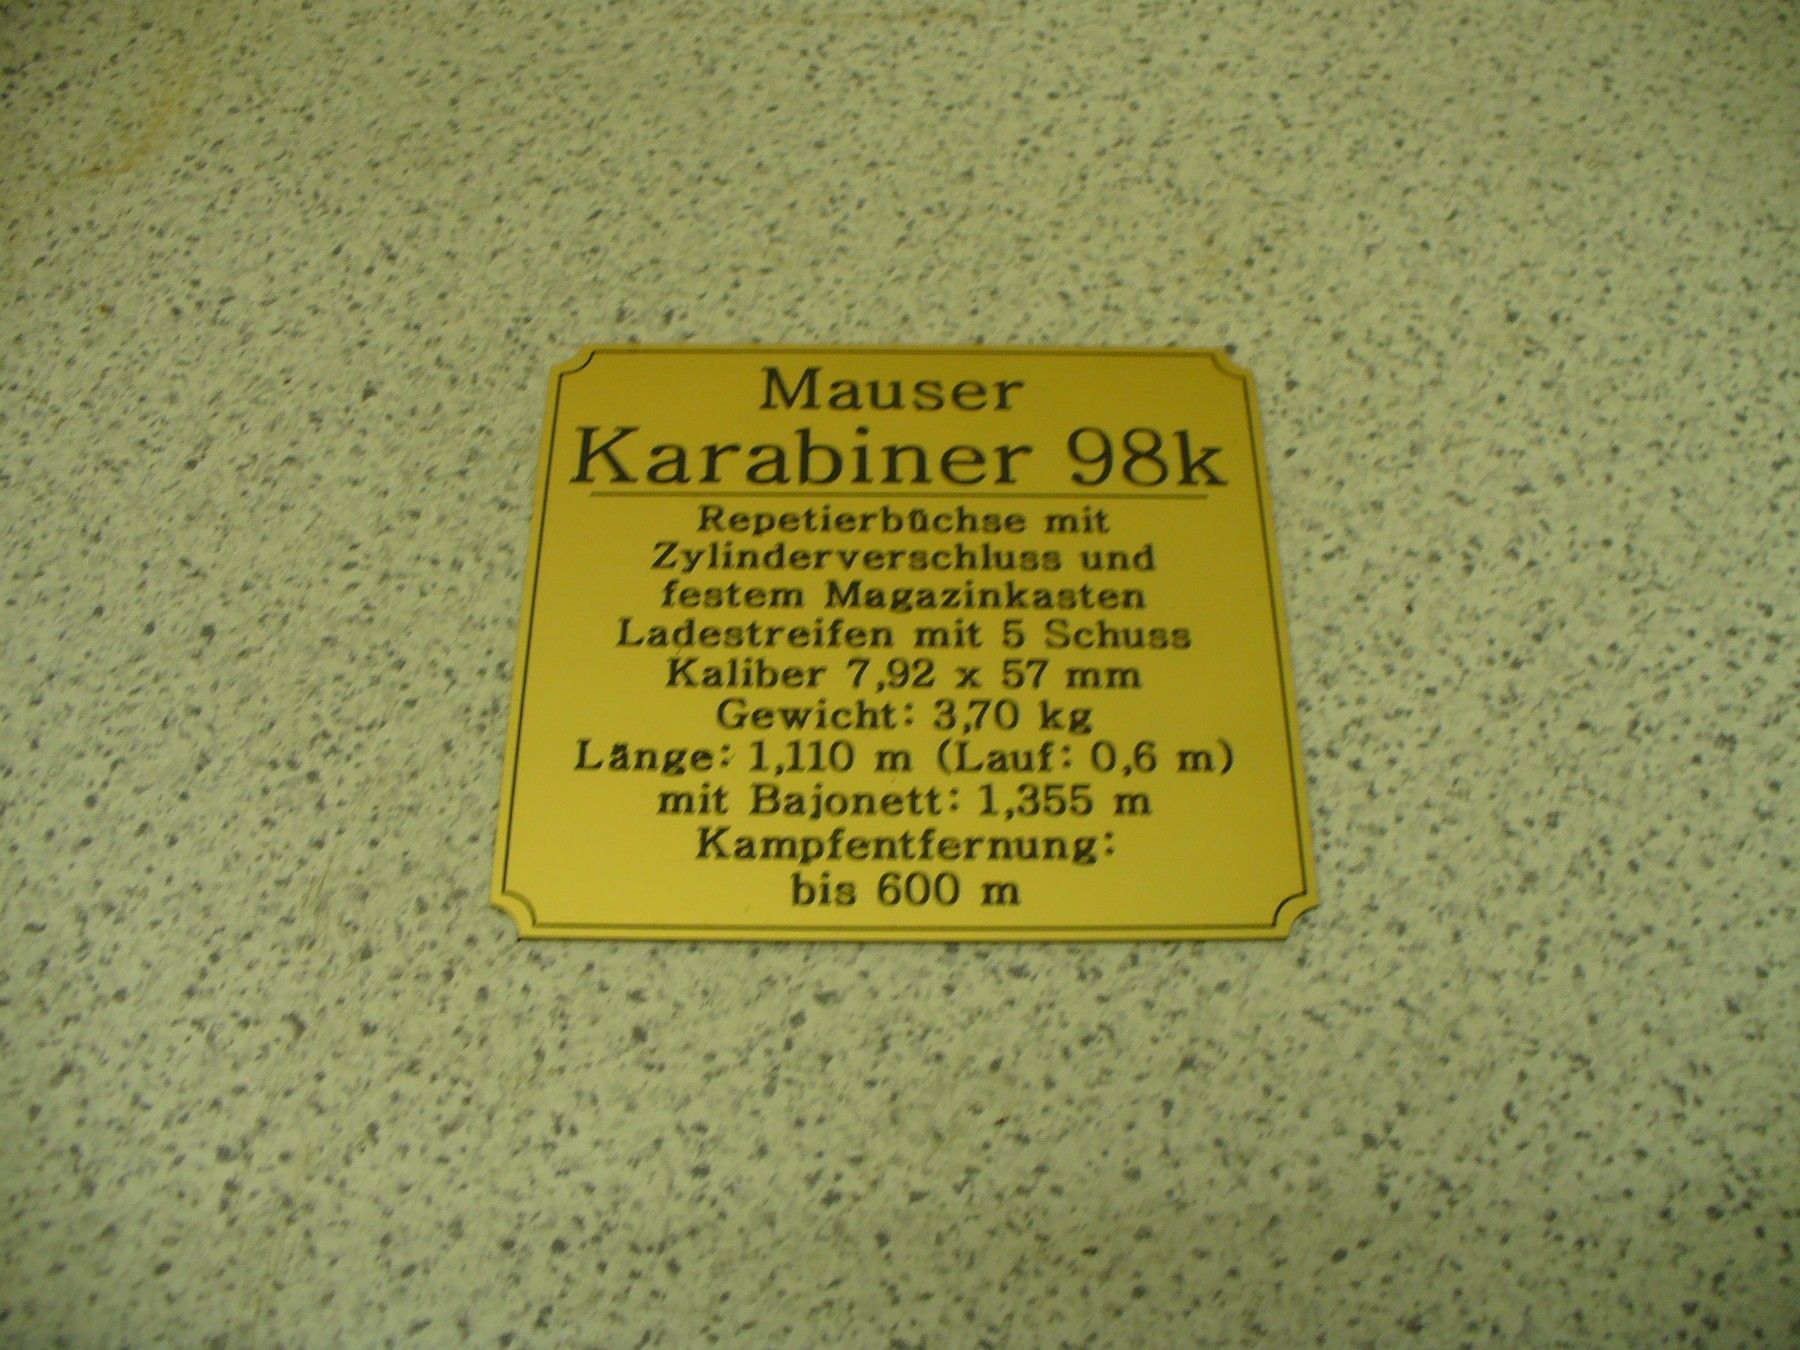 Mauser
Karabiner 98k
Repetierbüchse mit
Zylinderverschluss und
festem Magazinkasten
Ladestreifen mit 5 Schuss
Kaliber 7,92 x 57 mm
Gewicht: 3,70 kg
Länge: 1,110 m (Lauf: 0,6 m)
mit Bajonett: 1,355 m
Kampfentfernung:
bis 600 m